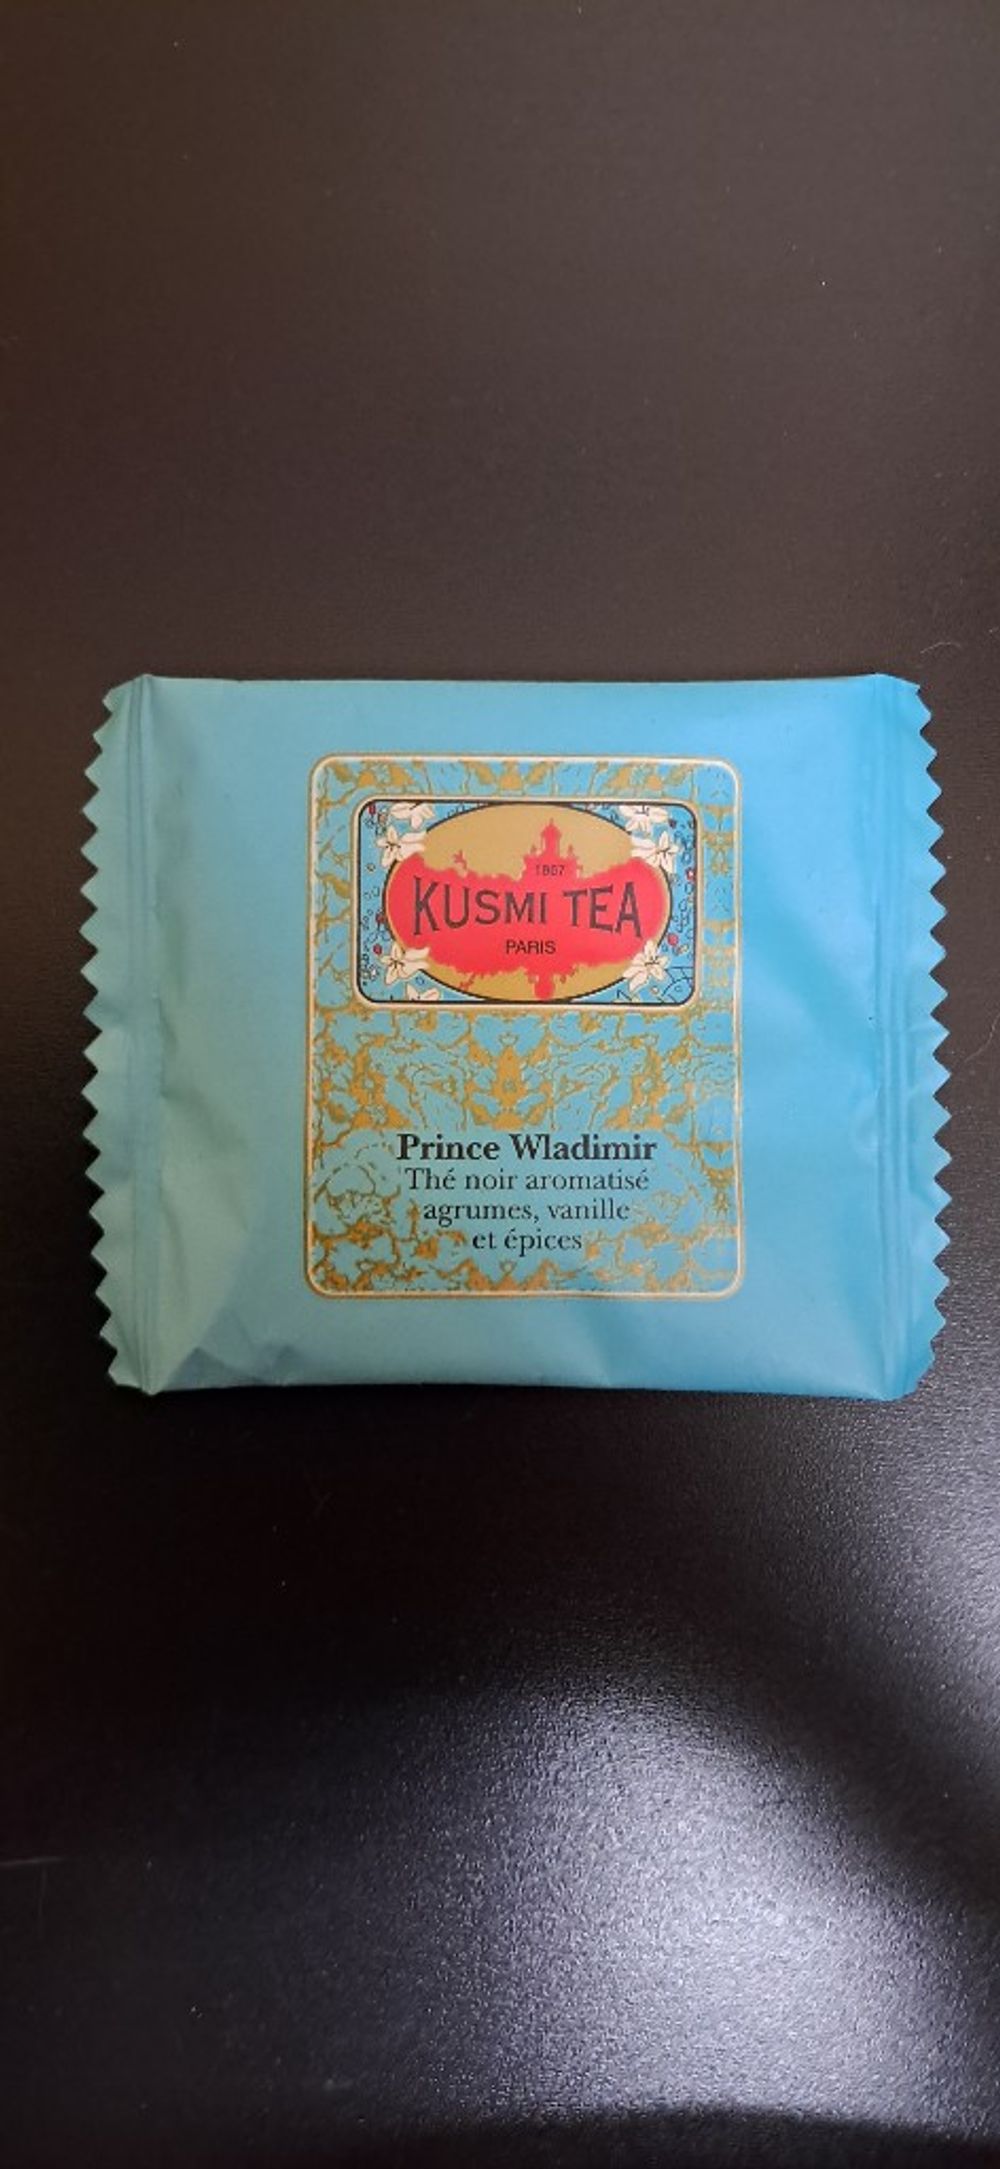 1867
KUSMI TEA
PARIS
Prince Wladimir
Thé noir aromatisé
agrumes, vanille
et épices